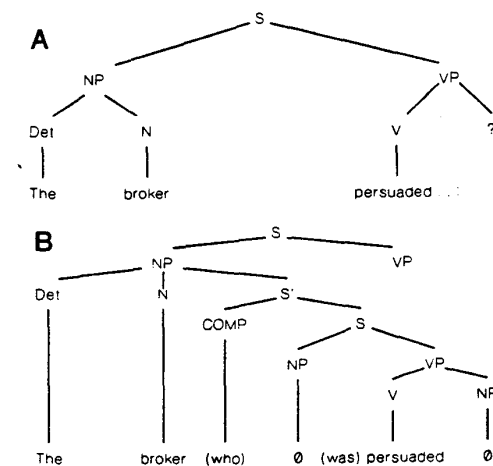 A
S
NP VP
Det N V ?
The broker persuaded ...
B
S
NP VP
Det N S'
COMP S
NP VP
V NP
The broker (who) ∅ (was) persuaded ∅